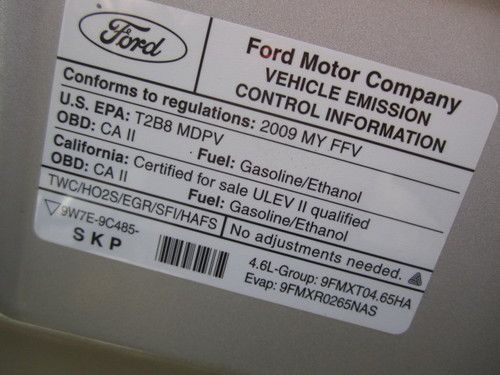 Ford
Ford Motor Company
VEHICLE EMISSION
CONTROL INFORMATION
Conforms to regulations: 2009 MY FFV
U.S. EPA: T2B8 MDPV
OBD: CA II Fuel: Gasoline/Ethanol
California: Certified for sale ULEV II qualified
OBD: CA II Fuel: Gasoline/Ethanol
TWC/HO2S/EGR/SFI/HAFS No adjustments needed.
9W7E-9C485-
SKP
4.6L-Group: 9FMXT04.65HA
Evap: 9FMXR0265NAS